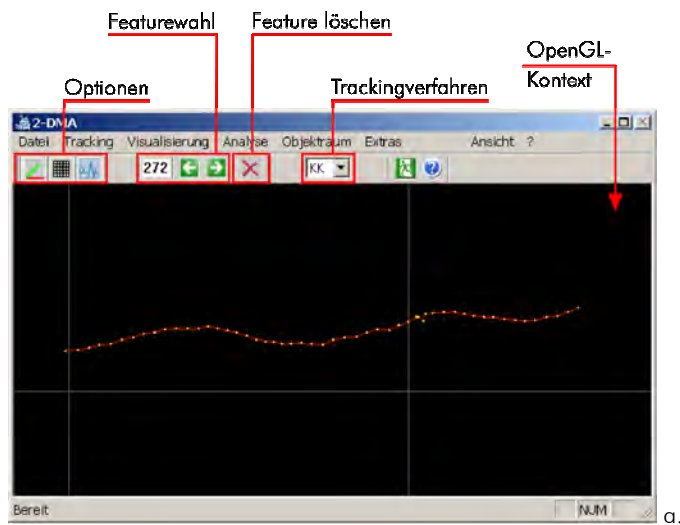 Featurewahl Feature löschen
OpenGL-
Kontext
Optionen Trackingverfahren
2-DMA
Datei Tracking Visualisierung Analyse Objektraum Extras Ansicht ?
272 KK ?
Bereit NUM
a.